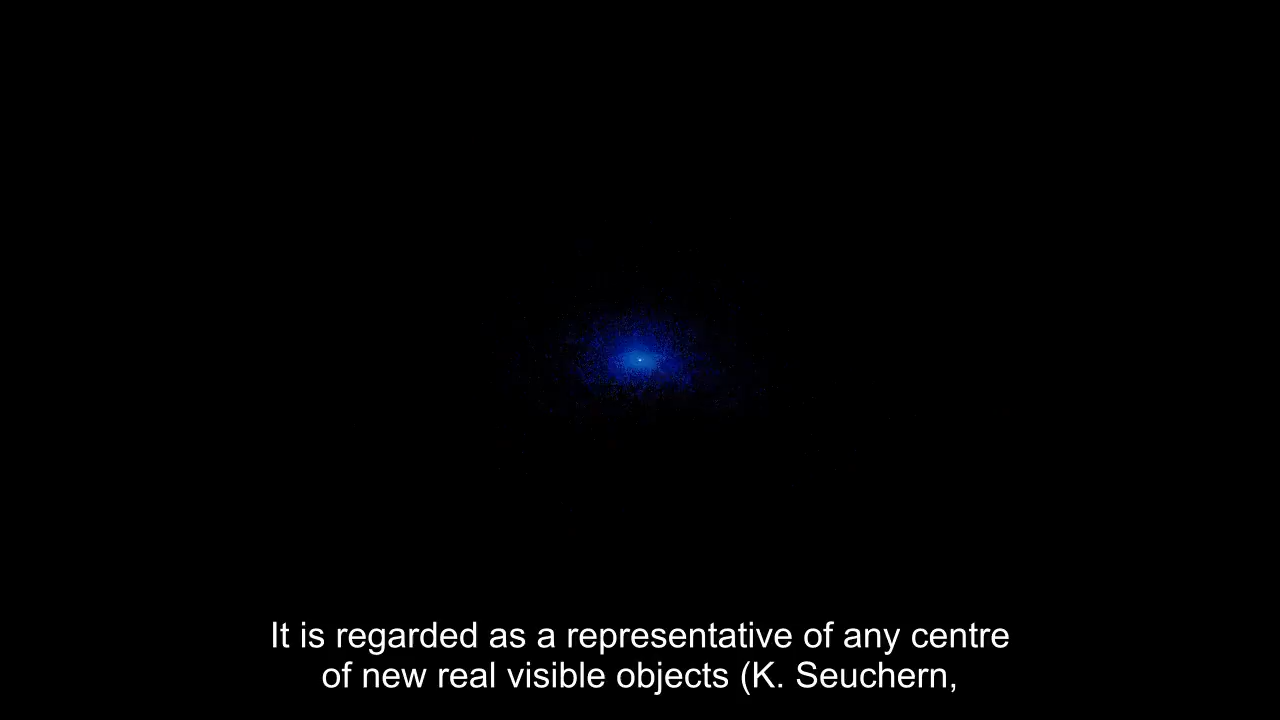 It is regarded as a representative of any centre
of new real visible objects (K. Seuchern,